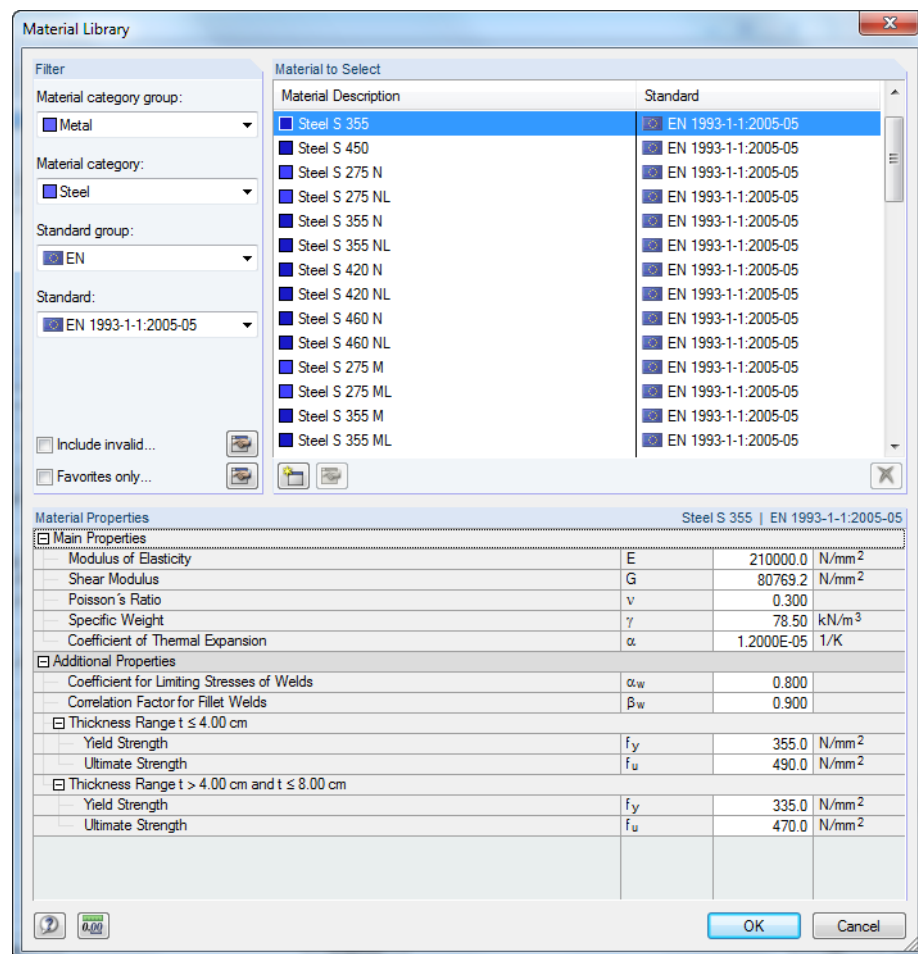 Material Library
Filter
Material category group:
Metal
Material category:
Steel
Standard group:
EN
Standard:
EN 1993-1-1:2005-05
Include invalid...
Favorites only...
Material to Select
Material Description Standard
Steel S 355 EN 1993-1-1:2005-05
Steel S 450 EN 1993-1-1:2005-05
Steel S 275 N EN 1993-1-1:2005-05
Steel S 275 NL EN 1993-1-1:2005-05
Steel S 355 N EN 1993-1-1:2005-05
Steel S 355 NL EN 1993-1-1:2005-05
Steel S 420 N EN 1993-1-1:2005-05
Steel S 420 NL EN 1993-1-1:2005-05
Steel S 460 N EN 1993-1-1:2005-05
Steel S 460 NL EN 1993-1-1:2005-05
Steel S 275 M EN 1993-1-1:2005-05
Steel S 275 ML EN 1993-1-1:2005-05
Steel S 355 M EN 1993-1-1:2005-05
Steel S 355 ML EN 1993-1-1:2005-05
Material Properties Steel S 355 | EN 1993-1-1:2005-05
Main Properties
Modulus of Elasticity E 210000.0 N/mm²
Shear Modulus G 80769.2 N/mm²
Poisson´s Ratio ν 0.300
Specific Weight γ 78.50 kN/m³
Coefficient of Thermal Expansion α 1.2000E-05 1/K
Additional Properties
Coefficient for Limiting Stresses of Welds αw 0.800
Correlation Factor for Fillet Welds βw 0.900
Thickness Range t ≤ 4.00 cm
Yield Strength fy 355.0 N/mm²
Ultimate Strength fu 490.0 N/mm²
Thickness Range t > 4.00 cm and t ≤ 8.00 cm
Yield Strength fy 335.0 N/mm²
Ultimate Strength fu 470.0 N/mm²
0.00
OK Cancel